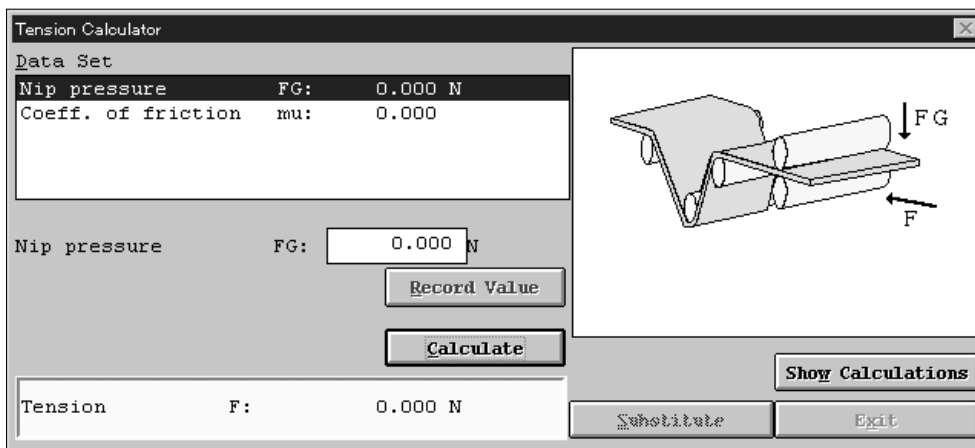 Tension Calculator
Data Set
Nip pressure FG: 0.000 N
Coeff. of friction mu: 0.000
Nip pressure FG: 0.000 N
Record Value
Calculate
Tension F: 0.000 N
FG
F
Show Calculations
Substitute
Exit